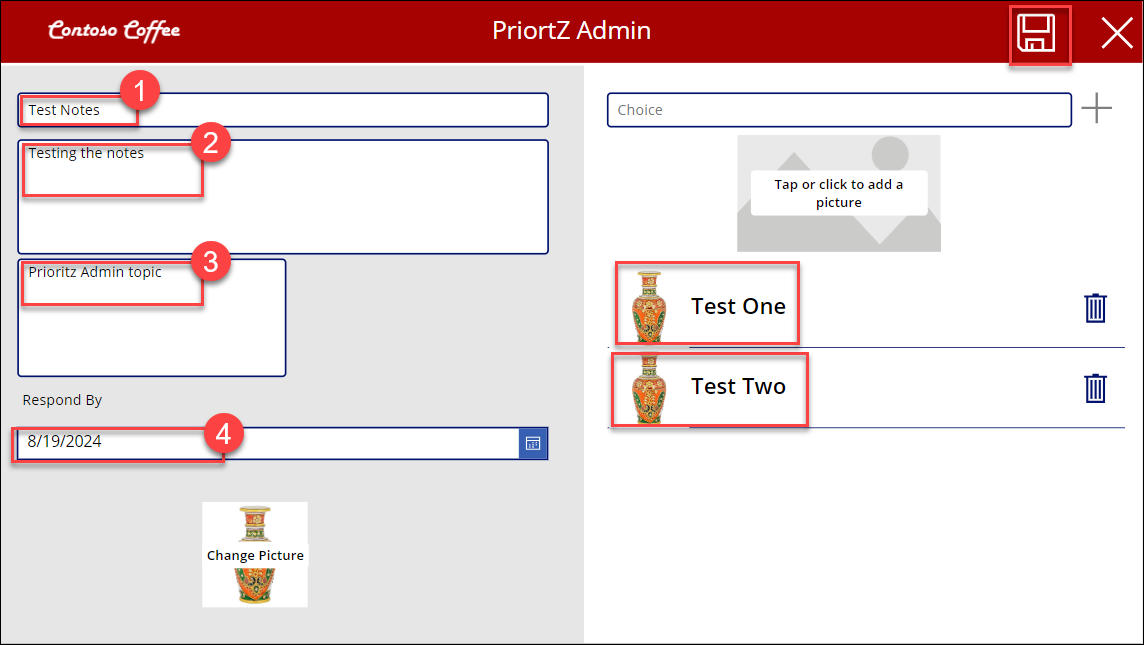 Contoso Coffee
PriortZ Admin
1
Test Notes
2
Testing the notes
3
Prioritz Admin topic
Respond By
4
8/19/2024
Change Picture
Choice
Tap or click to add a
picture
Test One
Test Two